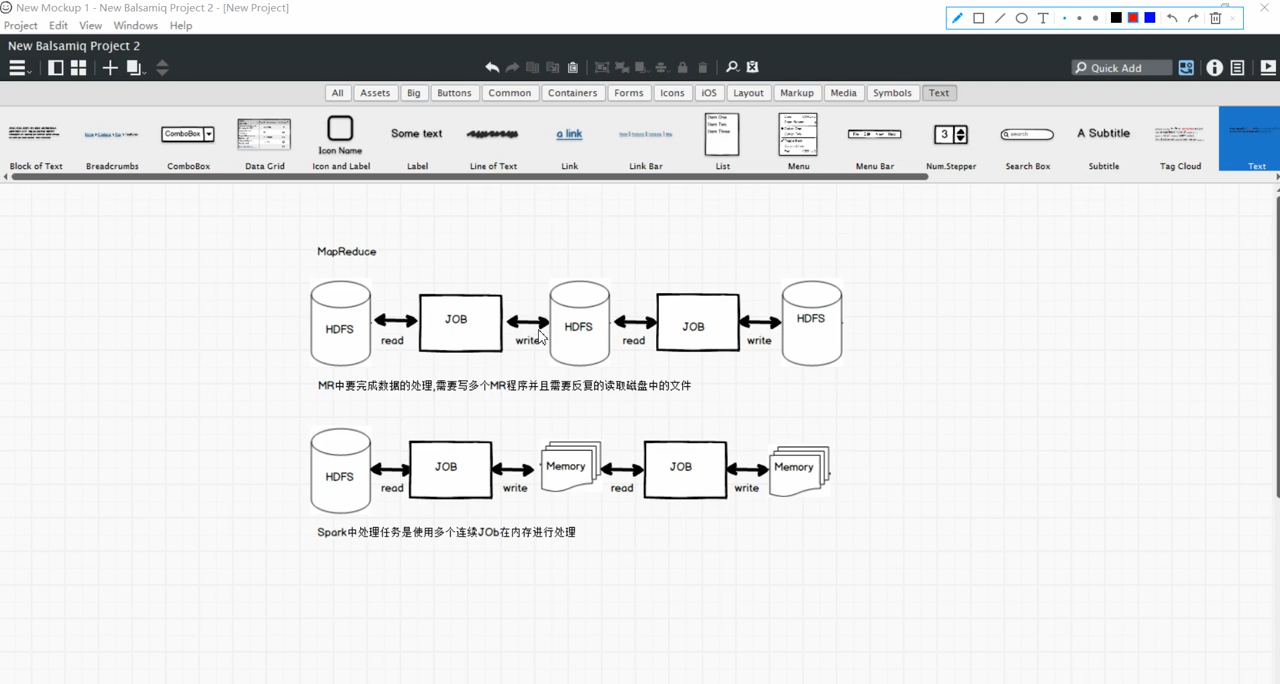 New Mockup 1 - New Balsamiq Project 2 - [New Project]
Project Edit View Windows Help
New Balsamiq Project 2
Quick Add
All Assets Big Buttons Common Containers Forms Icons iOS Layout Markup Media Symbols Text
ComboBox Icon Name Some text a link Item One Item Two Item Three 3 search A Subtitle
Block of Text Breadcrumbs ComboBox Data Grid Icon and Label Label Line of Text Link Link Bar List Menu Menu Bar Num.Stepper Search Box Subtitle Tag Cloud Text
MapReduce
HDFS JOB HDFS JOB HDFS
read write read write
MR中要完成数据的处理,需要写多个MR程序并且需要反复的读取磁盘中的文件
HDFS JOB Memory JOB Memory
read write read write
Spark中处理任务是使用多个连续JOb在内存进行处理